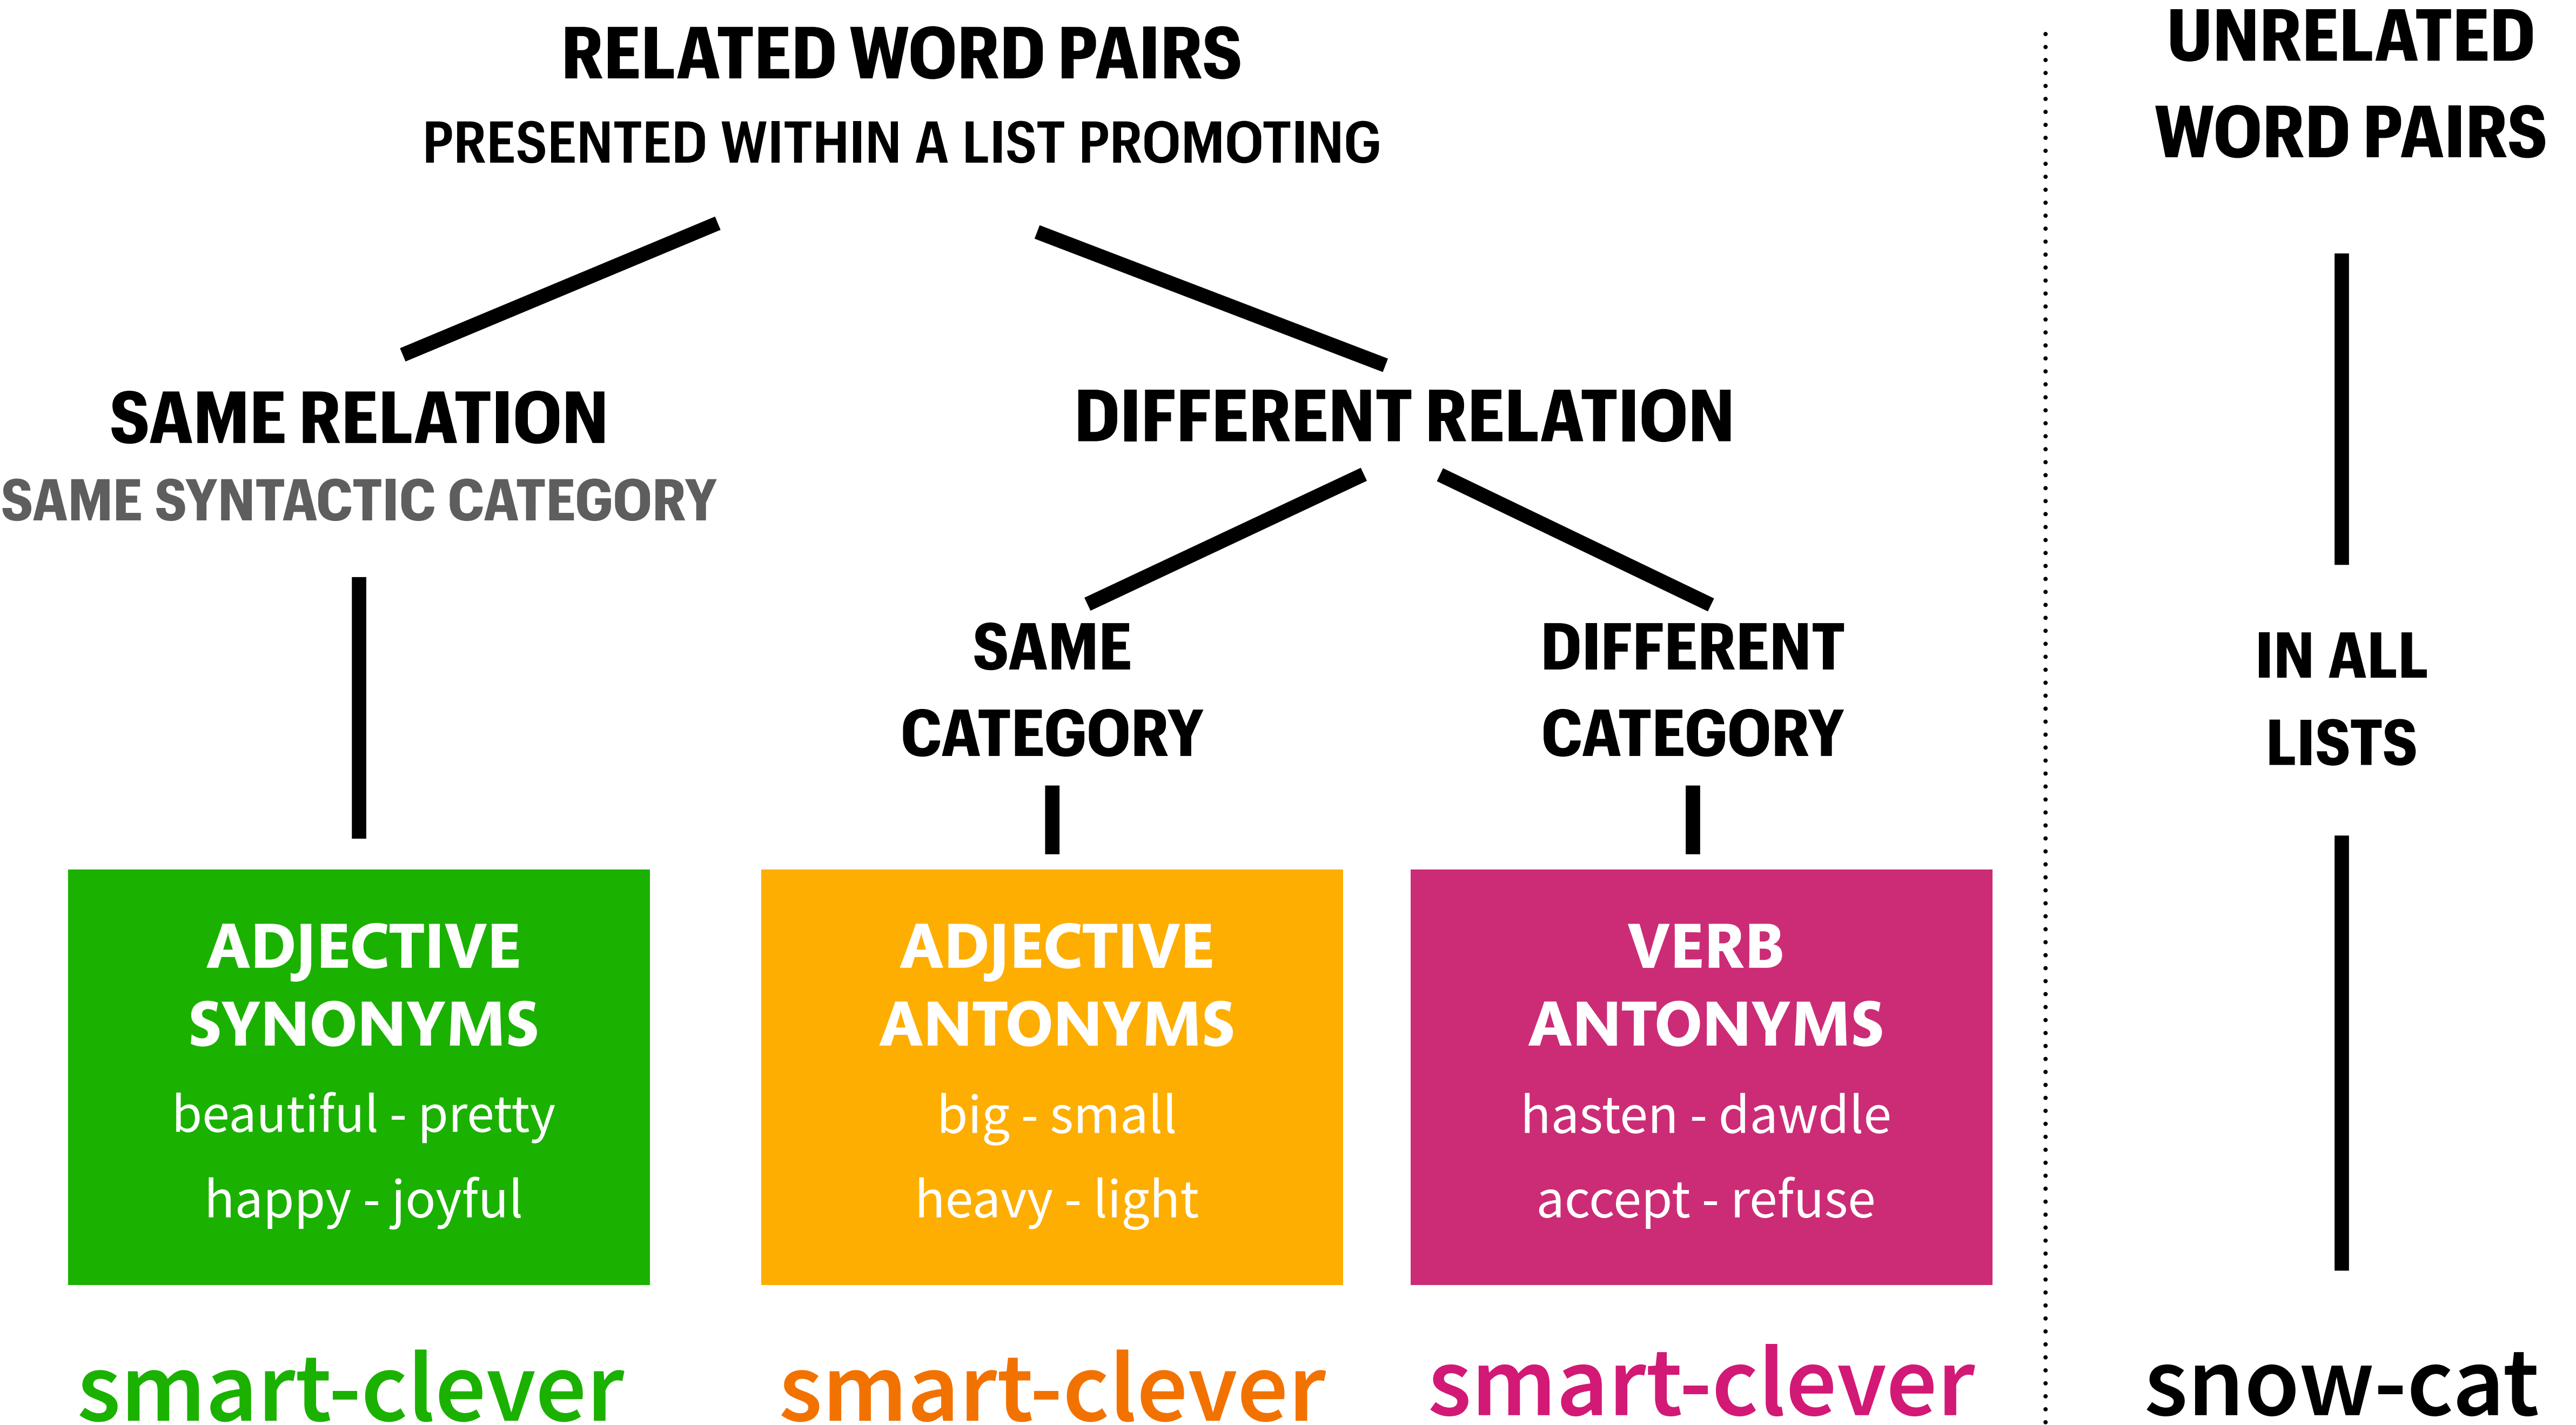 RELATED WORD PAIRS
PRESENTED WITHIN A LIST PROMOTING
SAME RELATION
SAME SYNTACTIC CATEGORY
DIFFERENT RELATION
SAME
CATEGORY
DIFFERENT
CATEGORY
ADJECTIVE
SYNONYMS
beautiful - pretty
happy - joyful
smart-clever
ADJECTIVE
ANTONYMS
big - small
heavy - light
smart-clever
VERB
ANTONYMS
hasten - dawdle
accept - refuse
smart-clever
UNRELATED
WORD PAIRS
IN ALL
LISTS
snow-cat